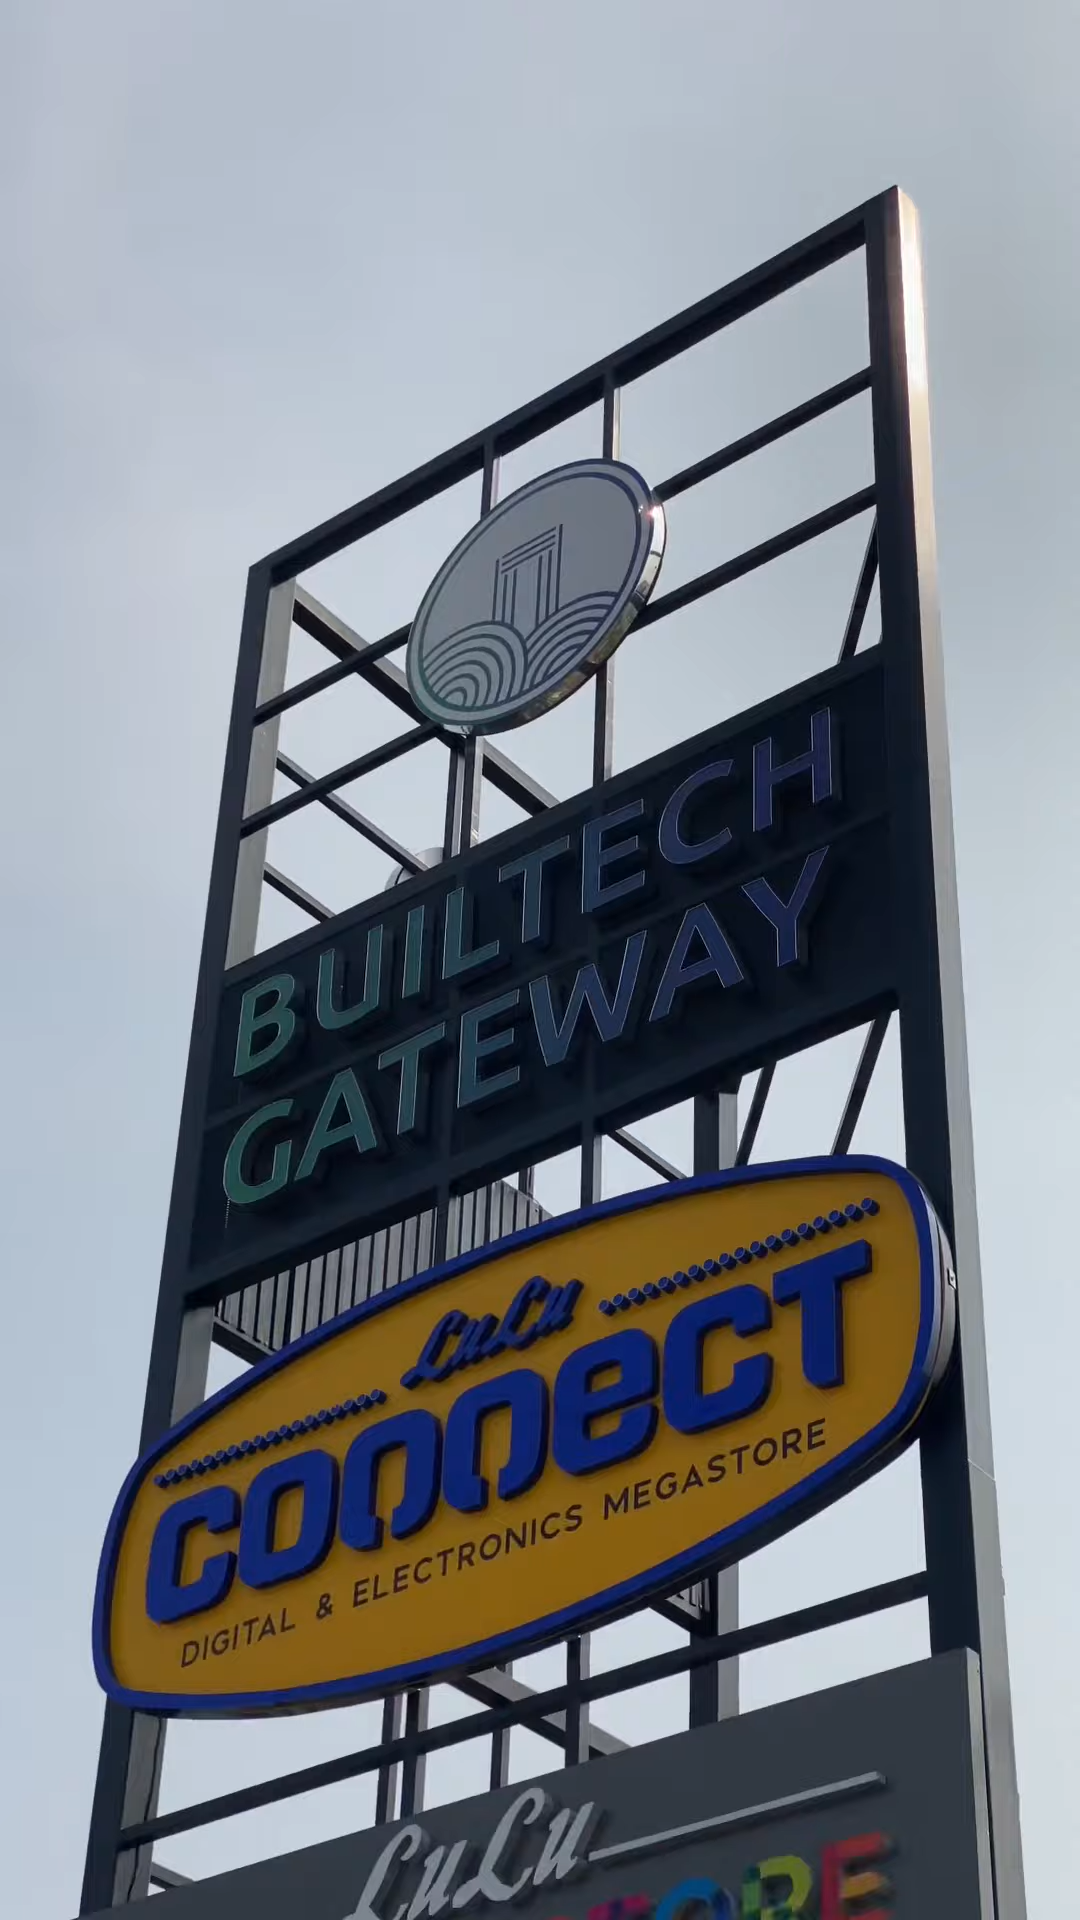 BUILTECH
GATEWAY
LuLu
connect
DIGITAL & ELECTRONICS MEGASTORE
LuLu